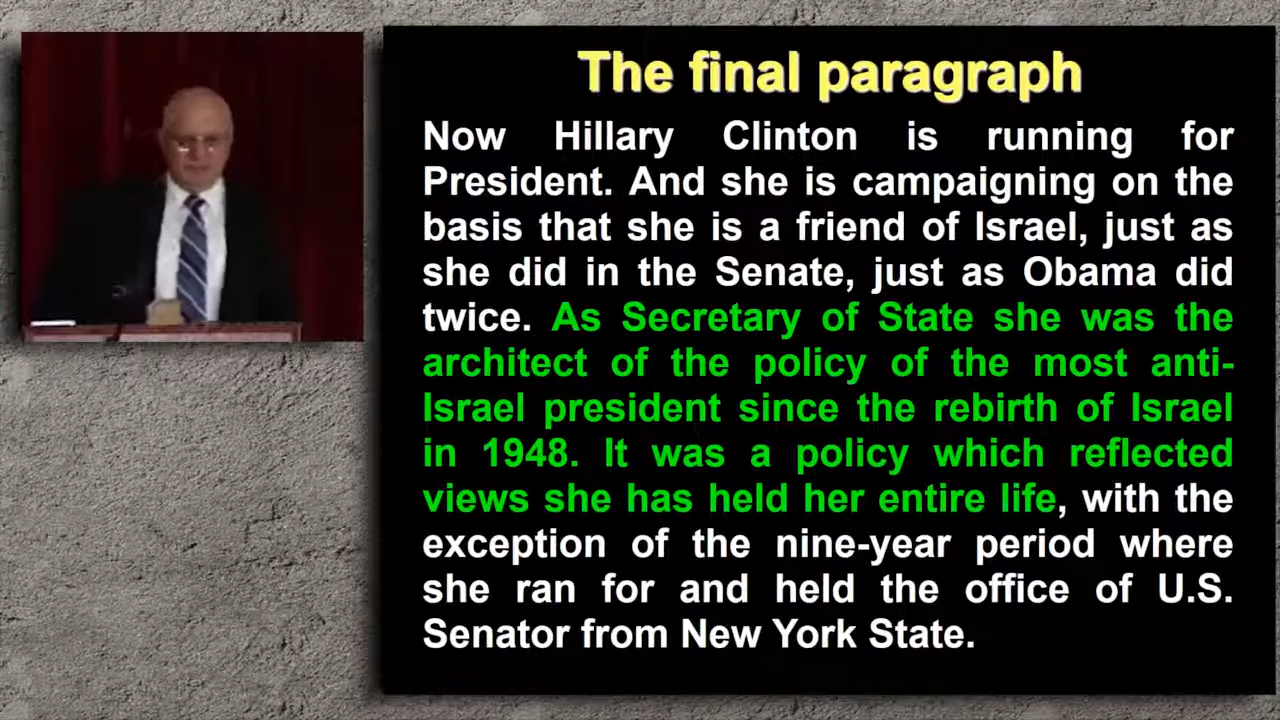 The final paragraph
Now Hillary Clinton is running for
President. And she is campaigning on the
basis that she is a friend of Israel, just as
she did in the Senate, just as Obama did
twice. As Secretary of State she was the
architect of the policy of the most anti-
Israel president since the rebirth of Israel
in 1948. It was a policy which reflected
views she has held her entire life, with the
exception of the nine-year period where
she ran for and held the office of U.S.
Senator from New York State.